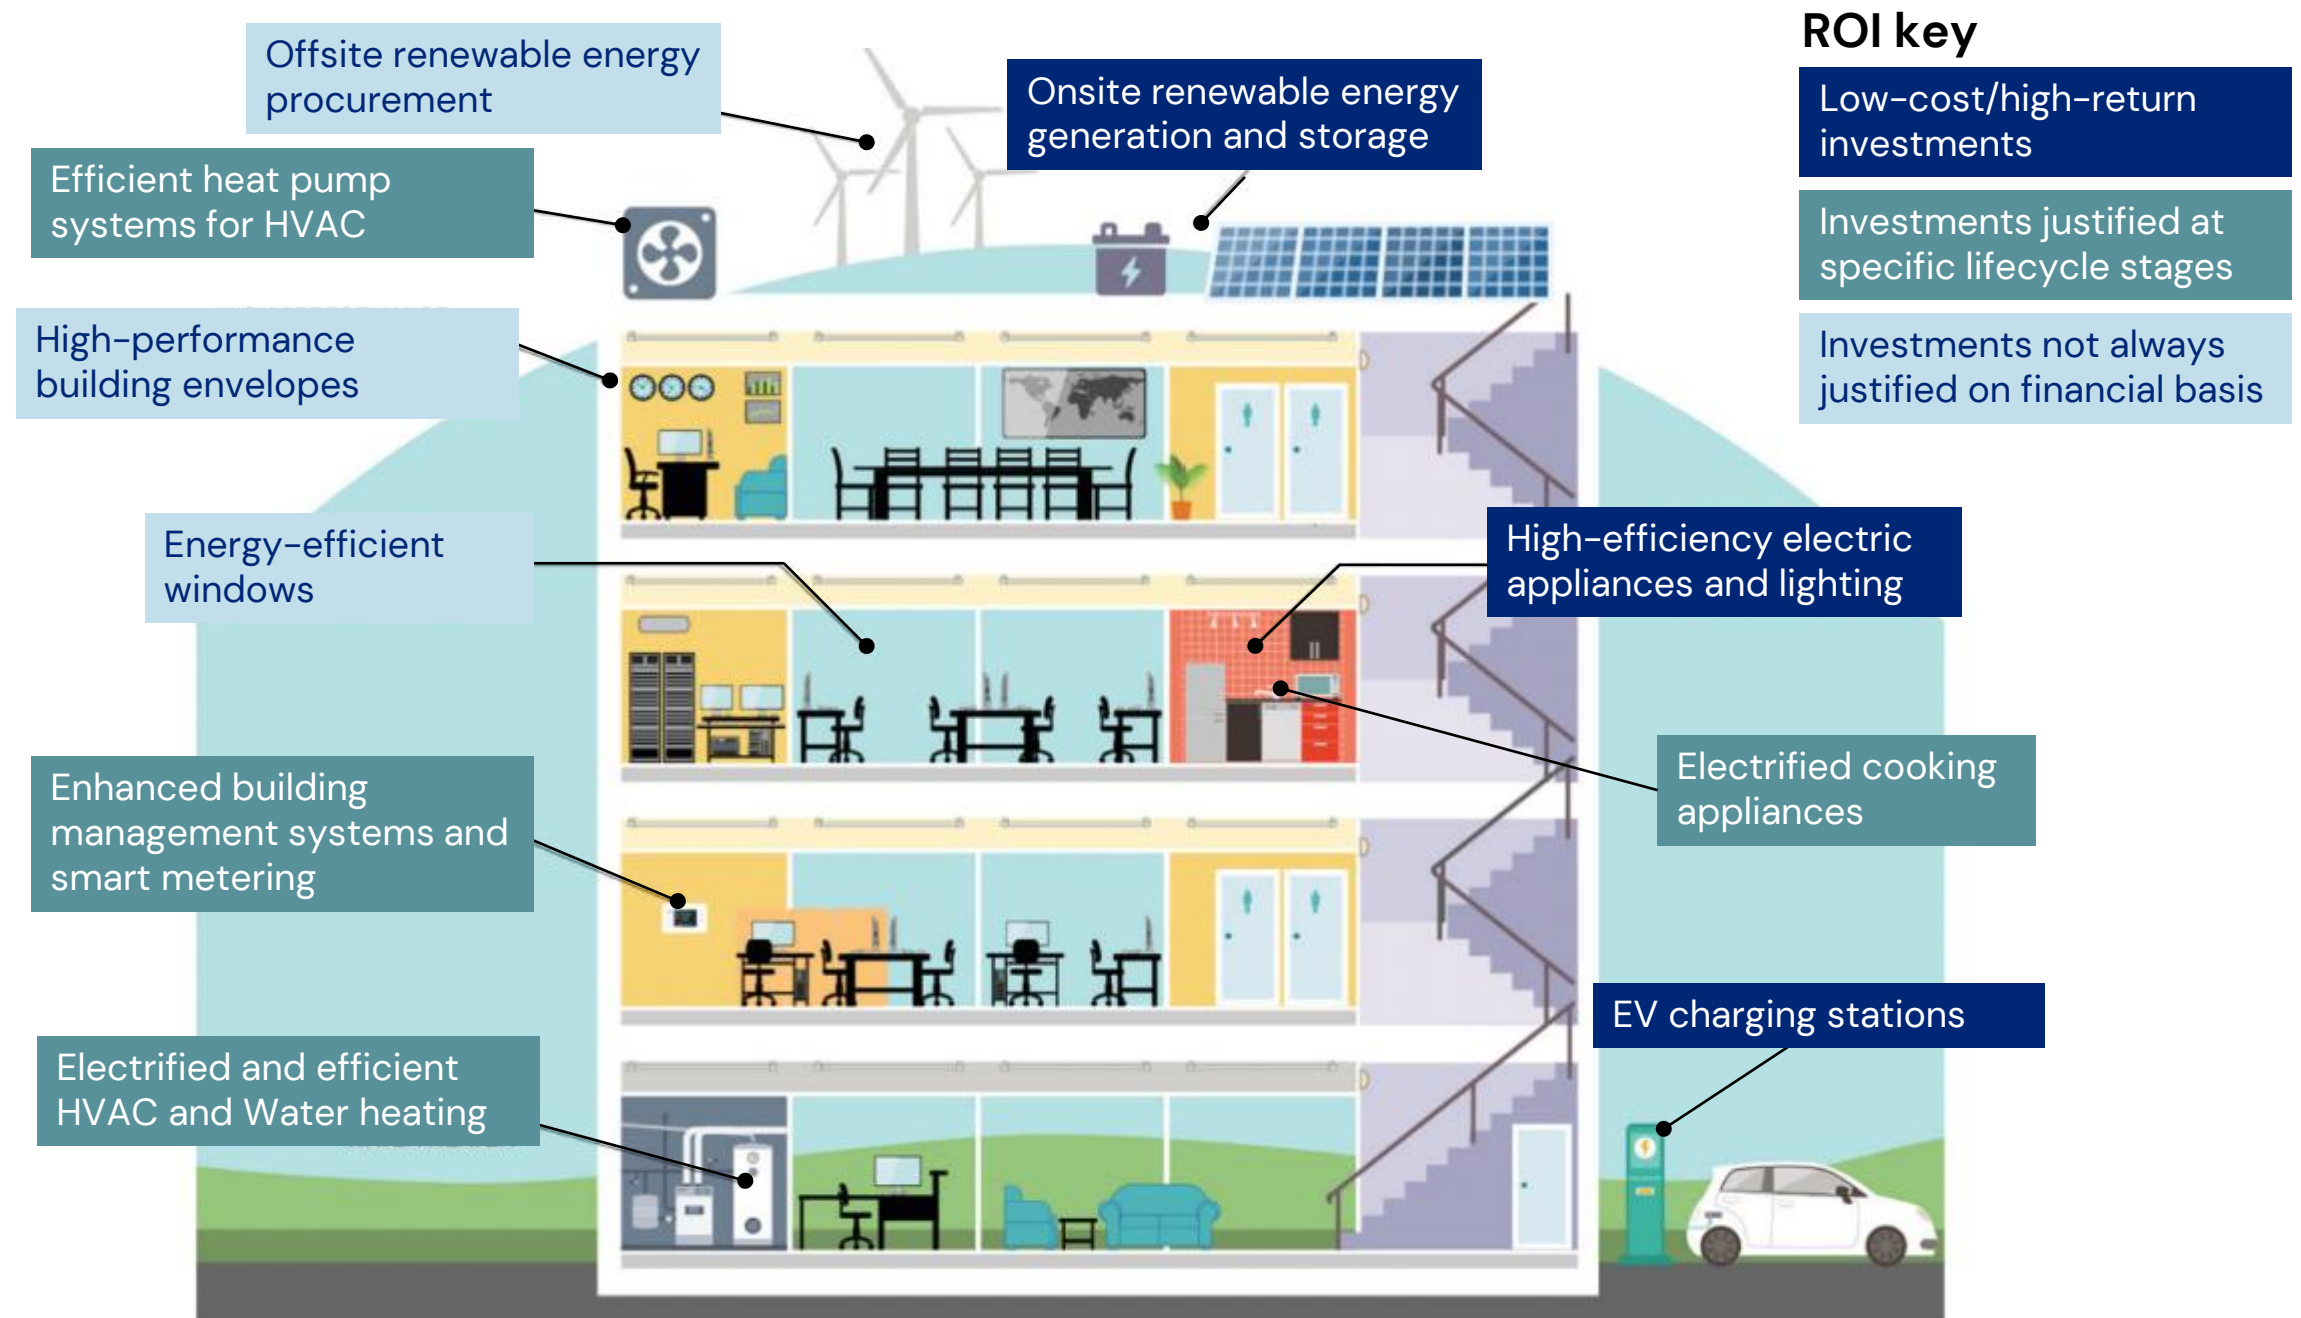 Offsite renewable energy
procurement
Onsite renewable energy
generation and storage
ROI key
Low-cost/high-return
investments
Investments justified at
specific lifecycle stages
Investments not always
justified on financial basis
Efficient heat pump
systems for HVAC
High-performance
building envelopes
Energy-efficient
windows
High-efficiency electric
appliances and lighting
Electrified cooking
appliances
Enhanced building
management systems and
smart metering
EV charging stations
Electrified and efficient
HVAC and Water heating